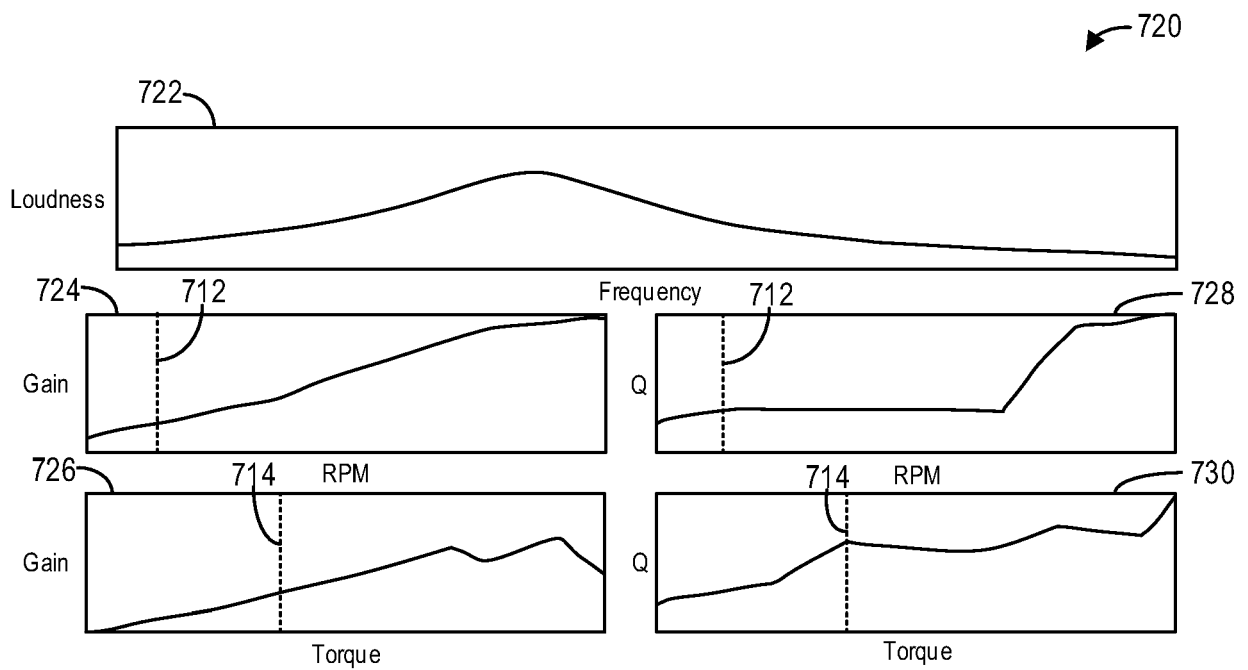 720
722
Loudness
Frequency
724
712
712
728
Gain
Q
RPM
RPM
726
714
714
730
Gain
Q
Torque
Torque